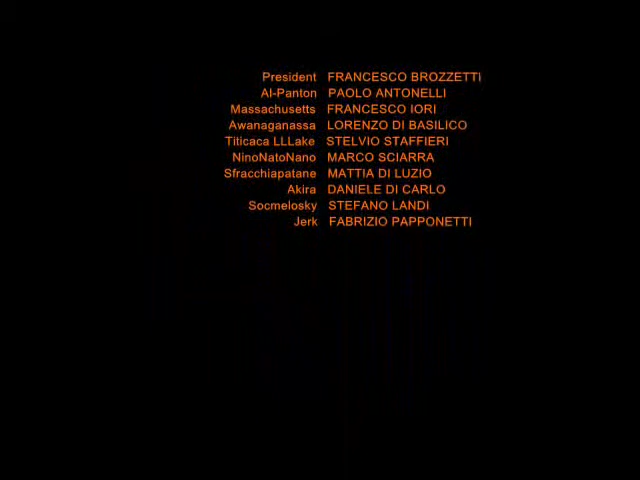 President FRANCESCO BROZZETTI
Al-Panton PAOLO ANTONELLI
Massachusetts FRANCESCO IORI
Awanaganassa LORENZO DI BASILICO
Titicaca LLLake STELVIO STAFFIERI
NinoNatoNano MARCO SCIARRA
Sfracchiapatane MATTIA DI LUZIO
Akira DANIELE DI CARLO
Socmelosky STEFANO LANDI
Jerk FABRIZIO PAPPONETTI